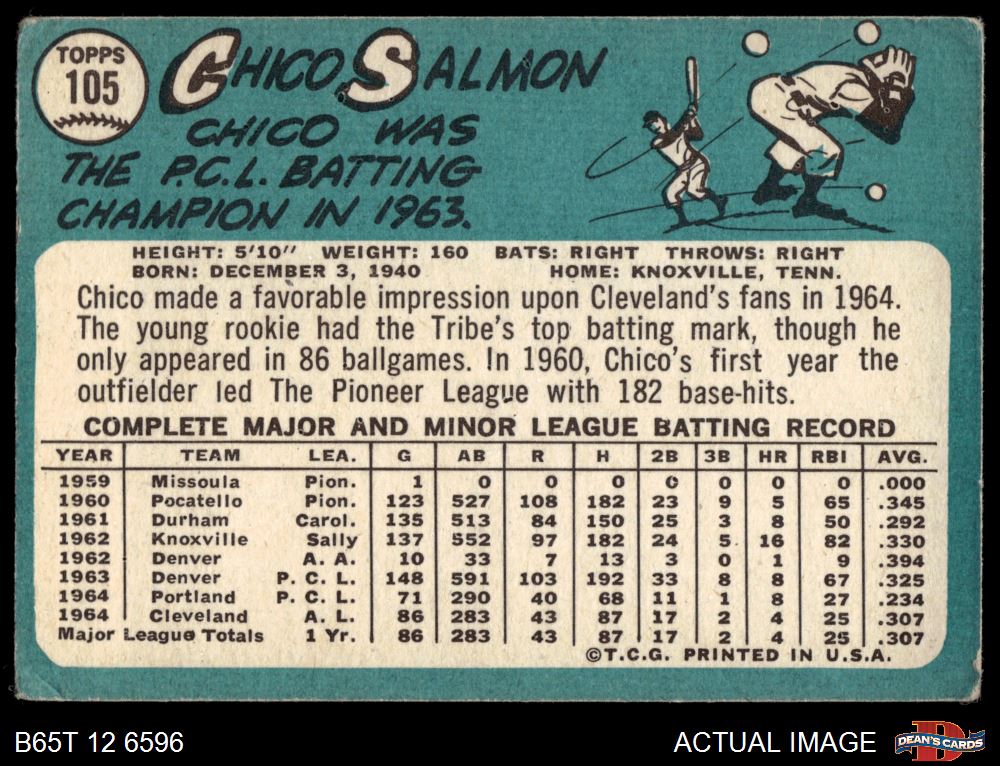 TOPPS
105
CHICO SALMON
CHICO WAS
THE P.C.L. BATTING
CHAMPION IN 1963.
HEIGHT: 5'10" WEIGHT: 160 BATS: RIGHT THROWS: RIGHT
BORN: DECEMBER 3, 1940 HOME: KNOXVILLE, TENN.
Chico made a favorable impression upon Cleveland's fans in 1964.
The young rookie had the Tribe's top batting mark, though he
only appeared in 86 ballgames. In 1960, Chico's first year the
outfielder led The Pioneer League with 182 base-hits.
COMPLETE MAJOR AND MINOR LEAGUE BATTING RECORD
YEAR TEAM LEA. G AB R H 2B 3B HR RBI AVG.
1959 Missoula Pion. 1 0 0 0 0 0 0 0 .000
1960 Pocatello Pion. 123 527 108 182 23 9 5 65 .345
1961 Durham Carol. 135 513 84 150 25 3 8 50 .292
1962 Knoxville Sally 137 552 97 182 24 5 16 82 .330
1962 Denver A. A. 10 33 7 13 3 0 1 9 .394
1963 Denver P. C. L. 148 591 103 192 33 8 8 67 .325
1964 Portland P. C. L. 71 290 40 68 11 1 8 27 .234
1964 Cleveland A. L. 86 283 43 87 17 2 4 25 .307
Major League Totals 1 Yr. 86 283 43 87 17 2 4 25 .307
©T.C.G. PRINTED IN U.S.A.
B65T 12 6596 ACTUAL IMAGE DEAN'S CARDS